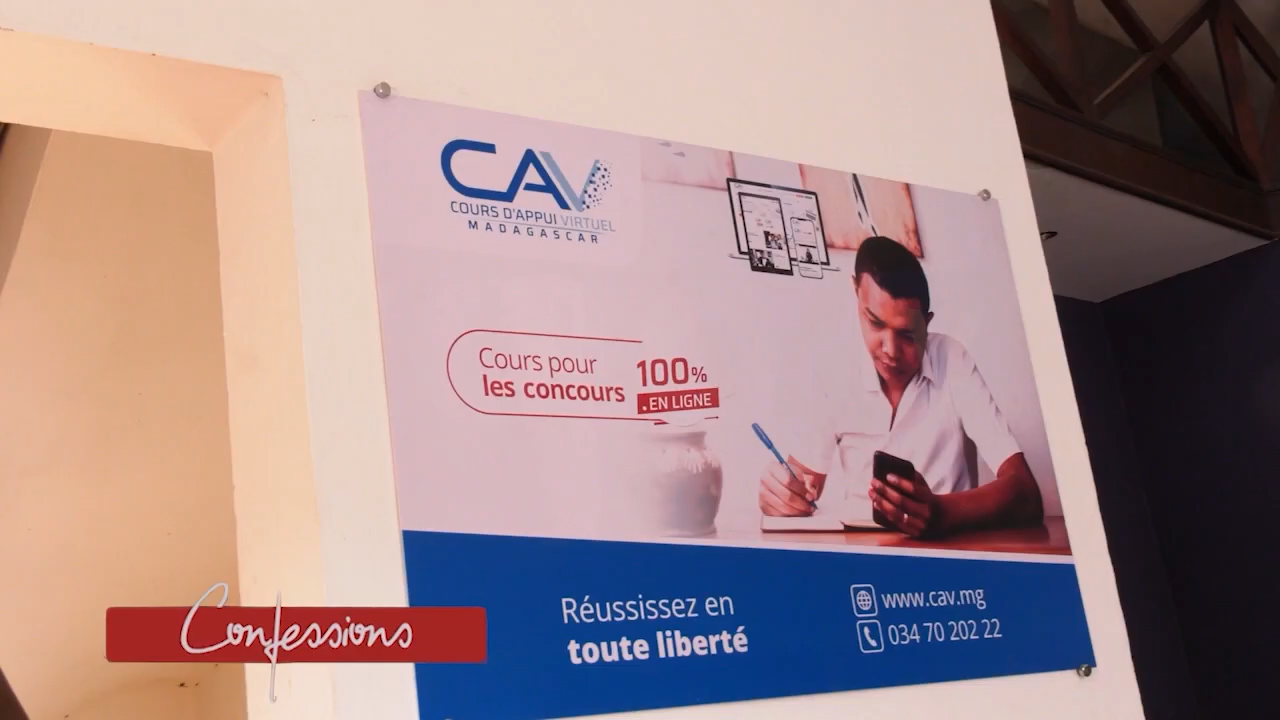 CAV
COURS D'APPUI VIRTUEL
MADAGASCAR
Cours pour
les concours
100%
.EN LIGNE
Réussissez en
toute liberté
www.cav.mg
034 70 202 22
Confessions